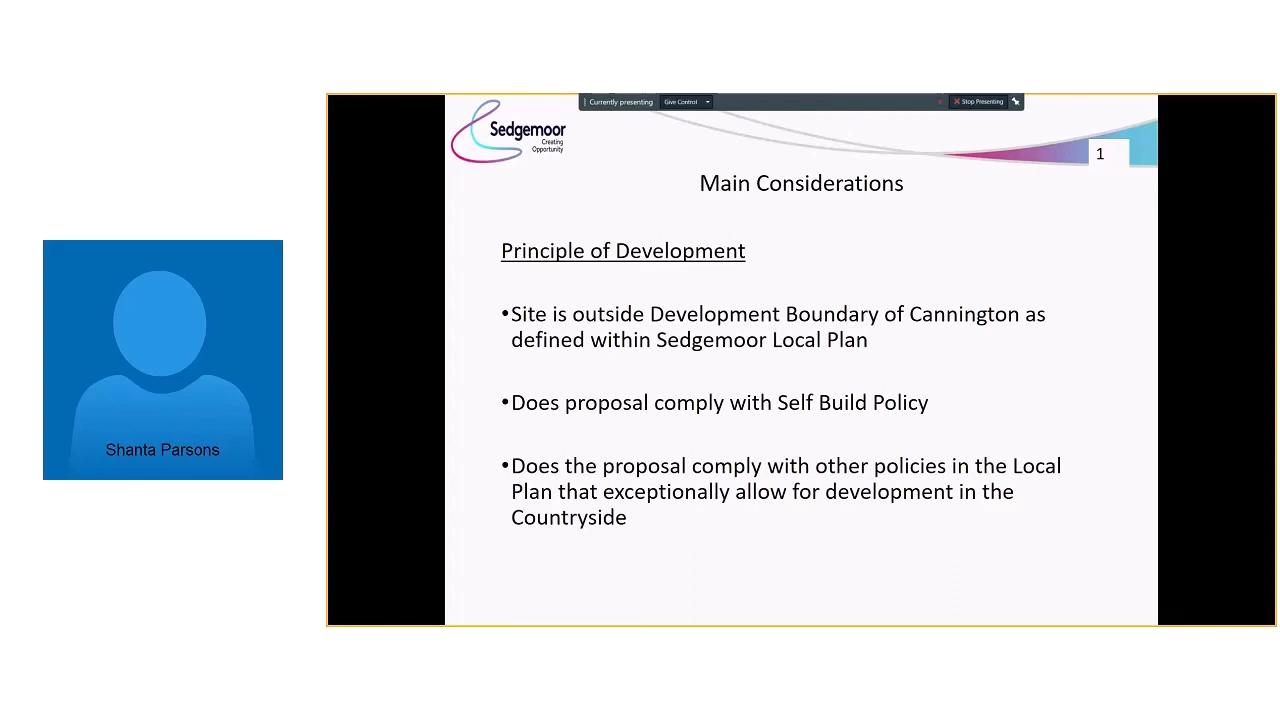 Currently presenting
Give Control
Stop Presenting
Sedgemoor
Creating
Opportunity
1
Main Considerations
Principle of Development
•Site is outside Development Boundary of Cannington as
defined within Sedgemoor Local Plan
•Does proposal comply with Self Build Policy
•Does the proposal comply with other policies in the Local
Plan that exceptionally allow for development in the
Countryside
Shanta Parsons